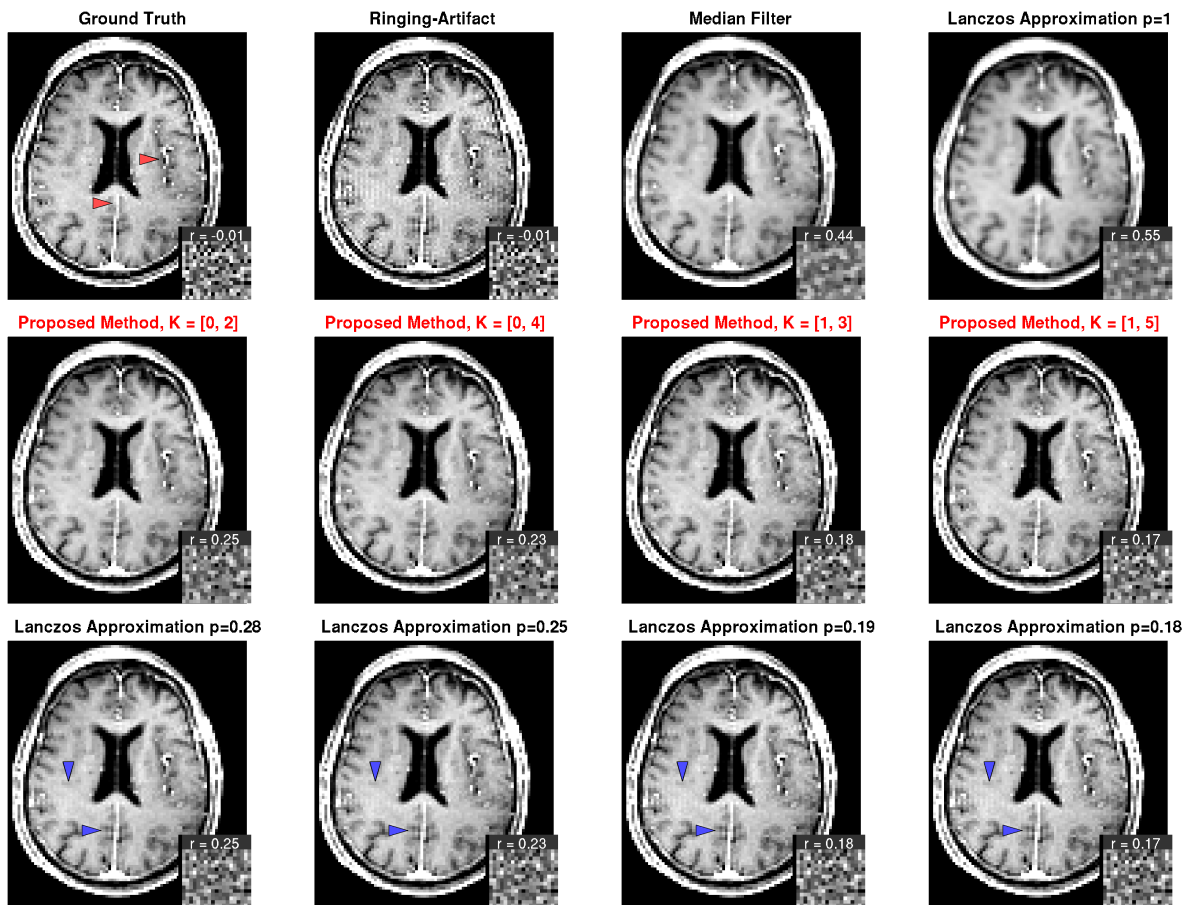 Ground Truth
Ringing-Artifact
Median Filter
Lanczos Approximation p=1
r = -0.01
r = -0.01
r = 0.44
r = 0.55
Proposed Method, K = [0, 2]
Proposed Method, K = [0, 4]
Proposed Method, K = [1, 3]
Proposed Method, K = [1, 5]
r = 0.25
r = 0.23
r = 0.18
r = 0.17
Lanczos Approximation p=0.28
Lanczos Approximation p=0.25
Lanczos Approximation p=0.19
Lanczos Approximation p=0.18
r = 0.25
r = 0.23
r = 0.18
r = 0.17